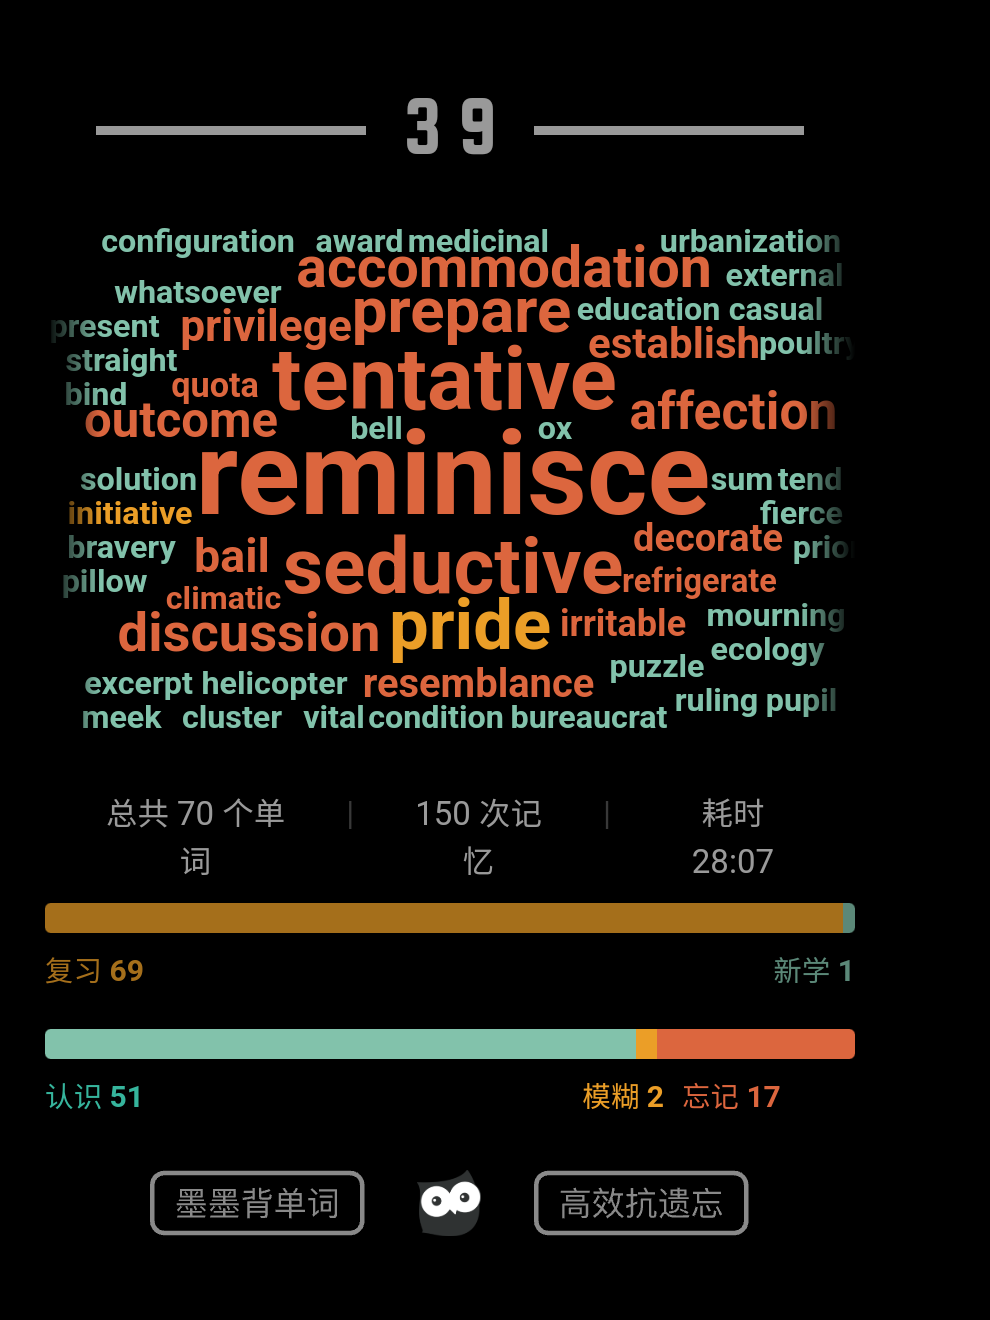 39
configuration award medicinal urbanization
accommodation external
whatsoever prepare education casual
present privilege establish poultry
straight tentative
bind quota affection
outcome bell ox
reminisce
solution sum tend
initiative fierce
bravery bail seductive decorate prior
pillow climatic refrigerate
discussion pride irritable mourning
puzzle ecology
excerpt helicopter resemblance ruling pupil
meek cluster vital condition bureaucrat
总共 70 个单词 | 150 次记忆 | 耗时 28:07
复习 69 新学 1
认识 51 模糊 2 忘记 17
墨墨背单词 高效抗遗忘